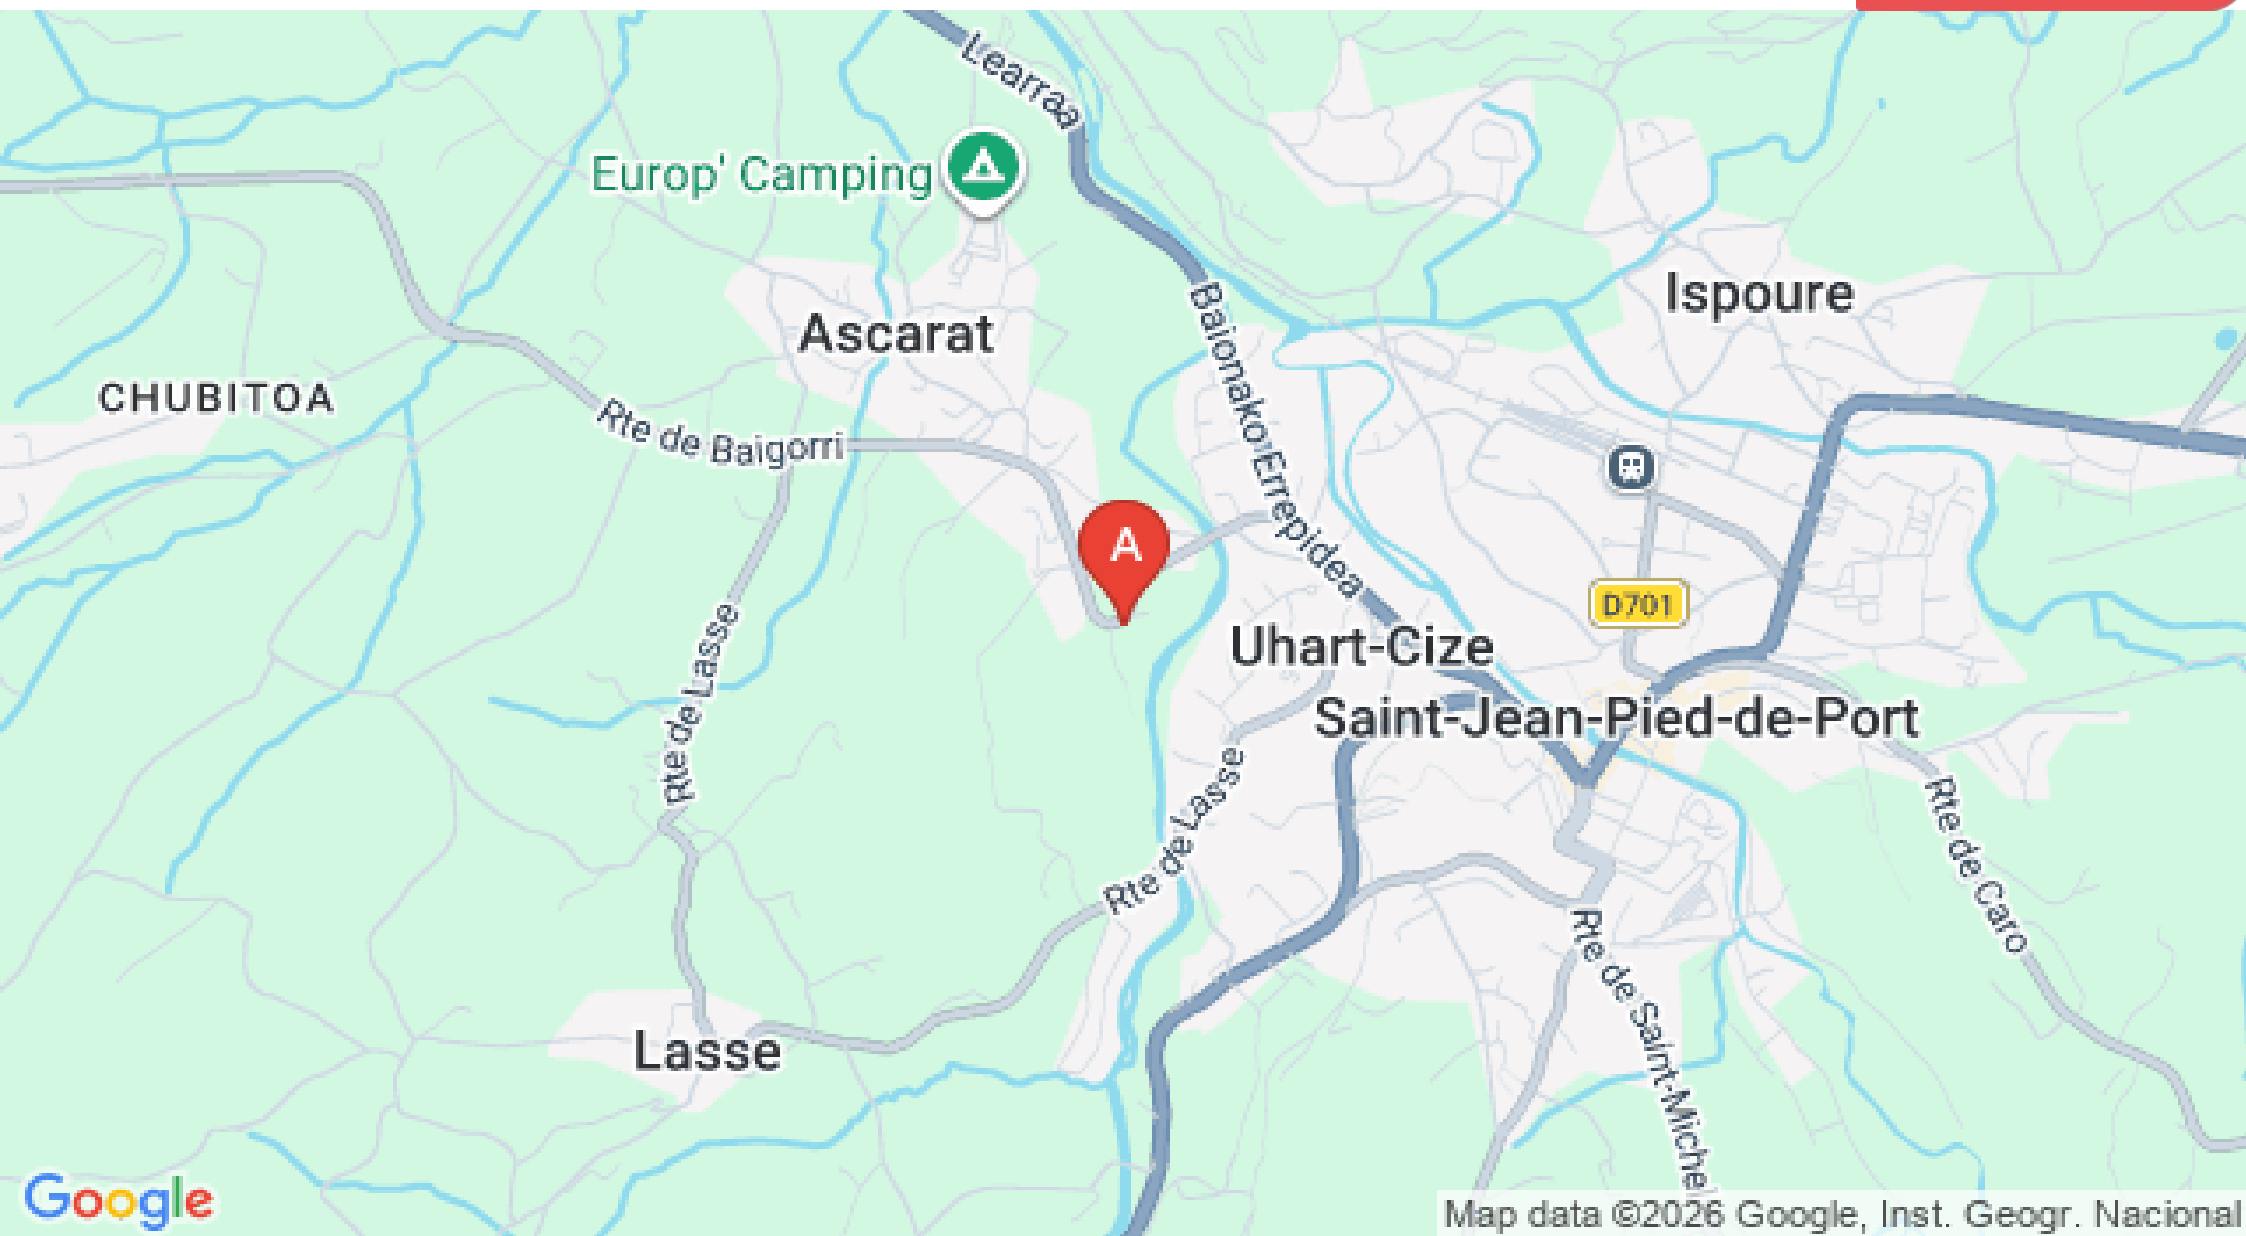 Learraa
Europ' Camping
Ispoure
Ascarat
Baionako Errepidea
CHUBITOA
Rte de Baigorri
A
D701
Uhart-Cize
Rte de Lasse
Saint-Jean-Pied-de-Port
Rte de Lasse
Rte de Caro
Rte de Saint-Michel
Lasse
Google
Map data ©2026 Google, Inst. Geogr. Nacional